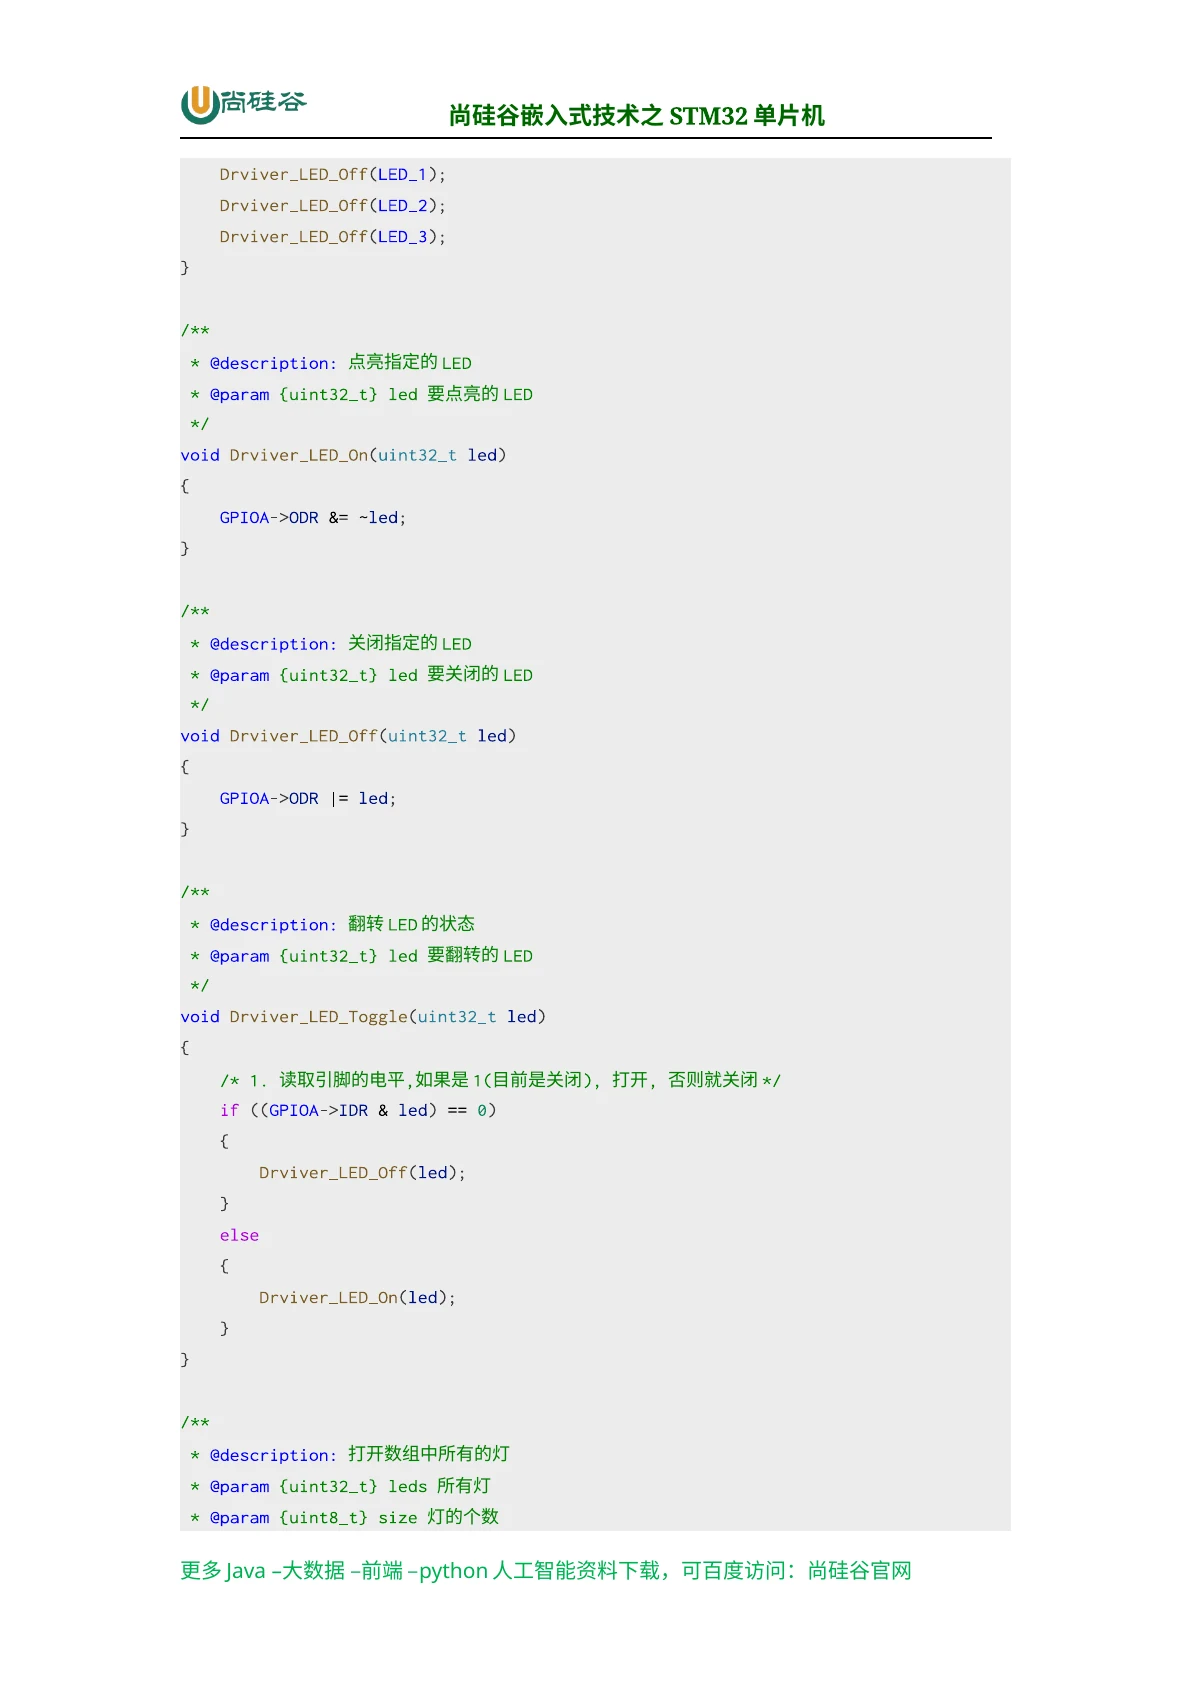 尚硅谷
尚硅谷嵌入式技术之 STM32 单片机
    Drviver_LED_Off(LED_1);
    Drviver_LED_Off(LED_2);
    Drviver_LED_Off(LED_3);
}
/**
 * @description: 点亮指定的 LED
 * @param {uint32_t} led 要点亮的 LED
 */
void Drviver_LED_On(uint32_t led)
{
    GPIOA->ODR &= ~led;
}
/**
 * @description: 关闭指定的 LED
 * @param {uint32_t} led 要关闭的 LED
 */
void Drviver_LED_Off(uint32_t led)
{
    GPIOA->ODR |= led;
}
/**
 * @description: 翻转 LED 的状态
 * @param {uint32_t} led 要翻转的 LED
 */
void Drviver_LED_Toggle(uint32_t led)
{
    /* 1. 读取引脚的电平,如果是 1(目前是关闭), 打开, 否则就关闭 */
    if ((GPIOA->IDR & led) == 0)
    {
        Drviver_LED_Off(led);
    }
    else
    {
        Drviver_LED_On(led);
    }
}
/**
 * @description: 打开数组中所有的灯
 * @param {uint32_t} leds 所有灯
 * @param {uint8_t} size 灯的个数
更多 Java –大数据 –前端 –python 人工智能资料下载，可百度访问：尚硅谷官网